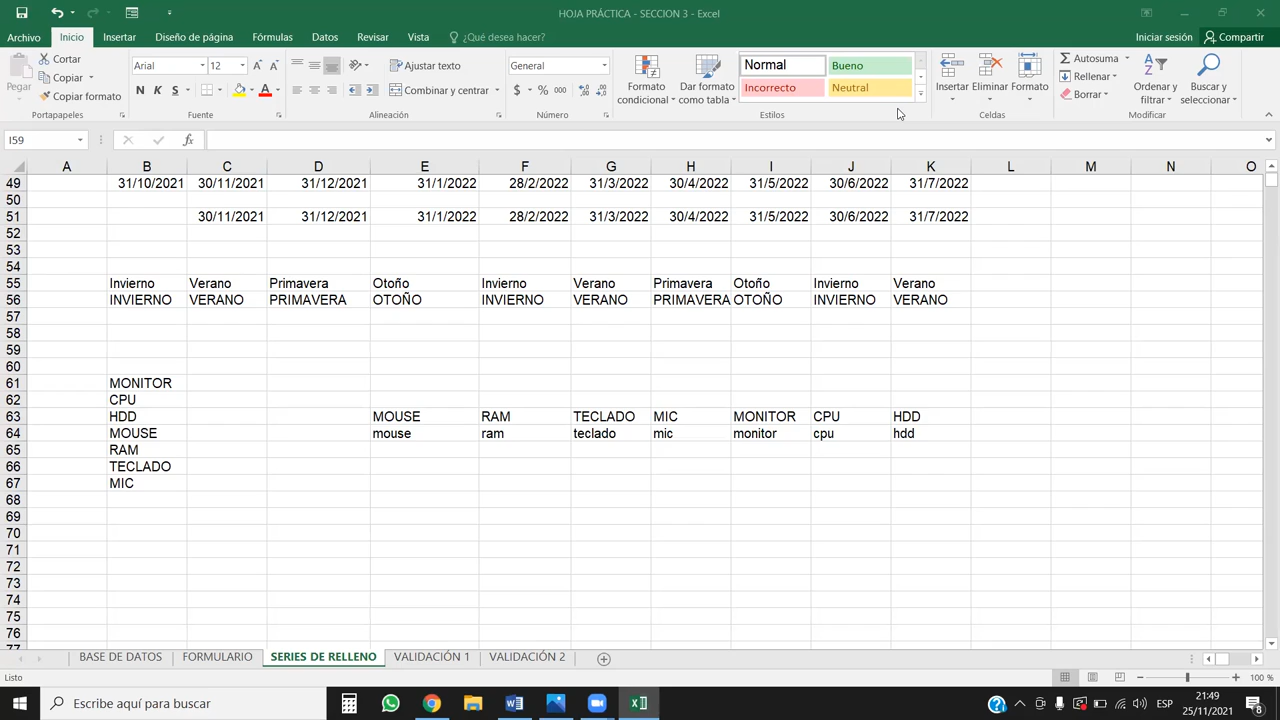 HOJA PRÁCTICA - SECCION 3 - Excel
Archivo Inicio Insertar Diseño de página Fórmulas Datos Revisar Vista ¿Qué desea hacer? Iniciar sesión Compartir
Pegar
Cortar
Copiar
Copiar formato
Portapapeles
Arial 12
N K S
Fuente
Ajustar texto
Combinar y centrar
Alineación
General
$ % 000
Número
Formato condicional
Dar formato como tabla
Normal Bueno
Incorrecto Neutral
Estilos
Insertar Eliminar Formato
Celdas
Autosuma
Rellenar
Borrar
Ordenar y filtrar
Buscar y seleccionar
Modificar
I59 fx
A B C D E F G H I J K L M N O
49 31/10/2021 30/11/2021 31/12/2021 31/1/2022 28/2/2022 31/3/2022 30/4/2022 31/5/2022 30/6/2022 31/7/2022
50
51 30/11/2021 31/12/2021 31/1/2022 28/2/2022 31/3/2022 30/4/2022 31/5/2022 30/6/2022 31/7/2022
52
53
54
55 Invierno Verano Primavera Otoño Invierno Verano Primavera Otoño Invierno Verano
56 INVIERNO VERANO PRIMAVERA OTOÑO INVIERNO VERANO PRIMAVERA OTOÑO INVIERNO VERANO
57
58
59
60
61 MONITOR
62 CPU
63 HDD MOUSE RAM TECLADO MIC MONITOR CPU HDD
64 MOUSE mouse ram teclado mic monitor cpu hdd
65 RAM
66 TECLADO
67 MIC
68
69
70
71
72
73
74
75
76
77
BASE DE DATOS FORMULARIO SERIES DE RELLENO VALIDACIÓN 1 VALIDACIÓN 2
Listo 100 %
Escribe aquí para buscar ESP 21:49
25/11/2021 8